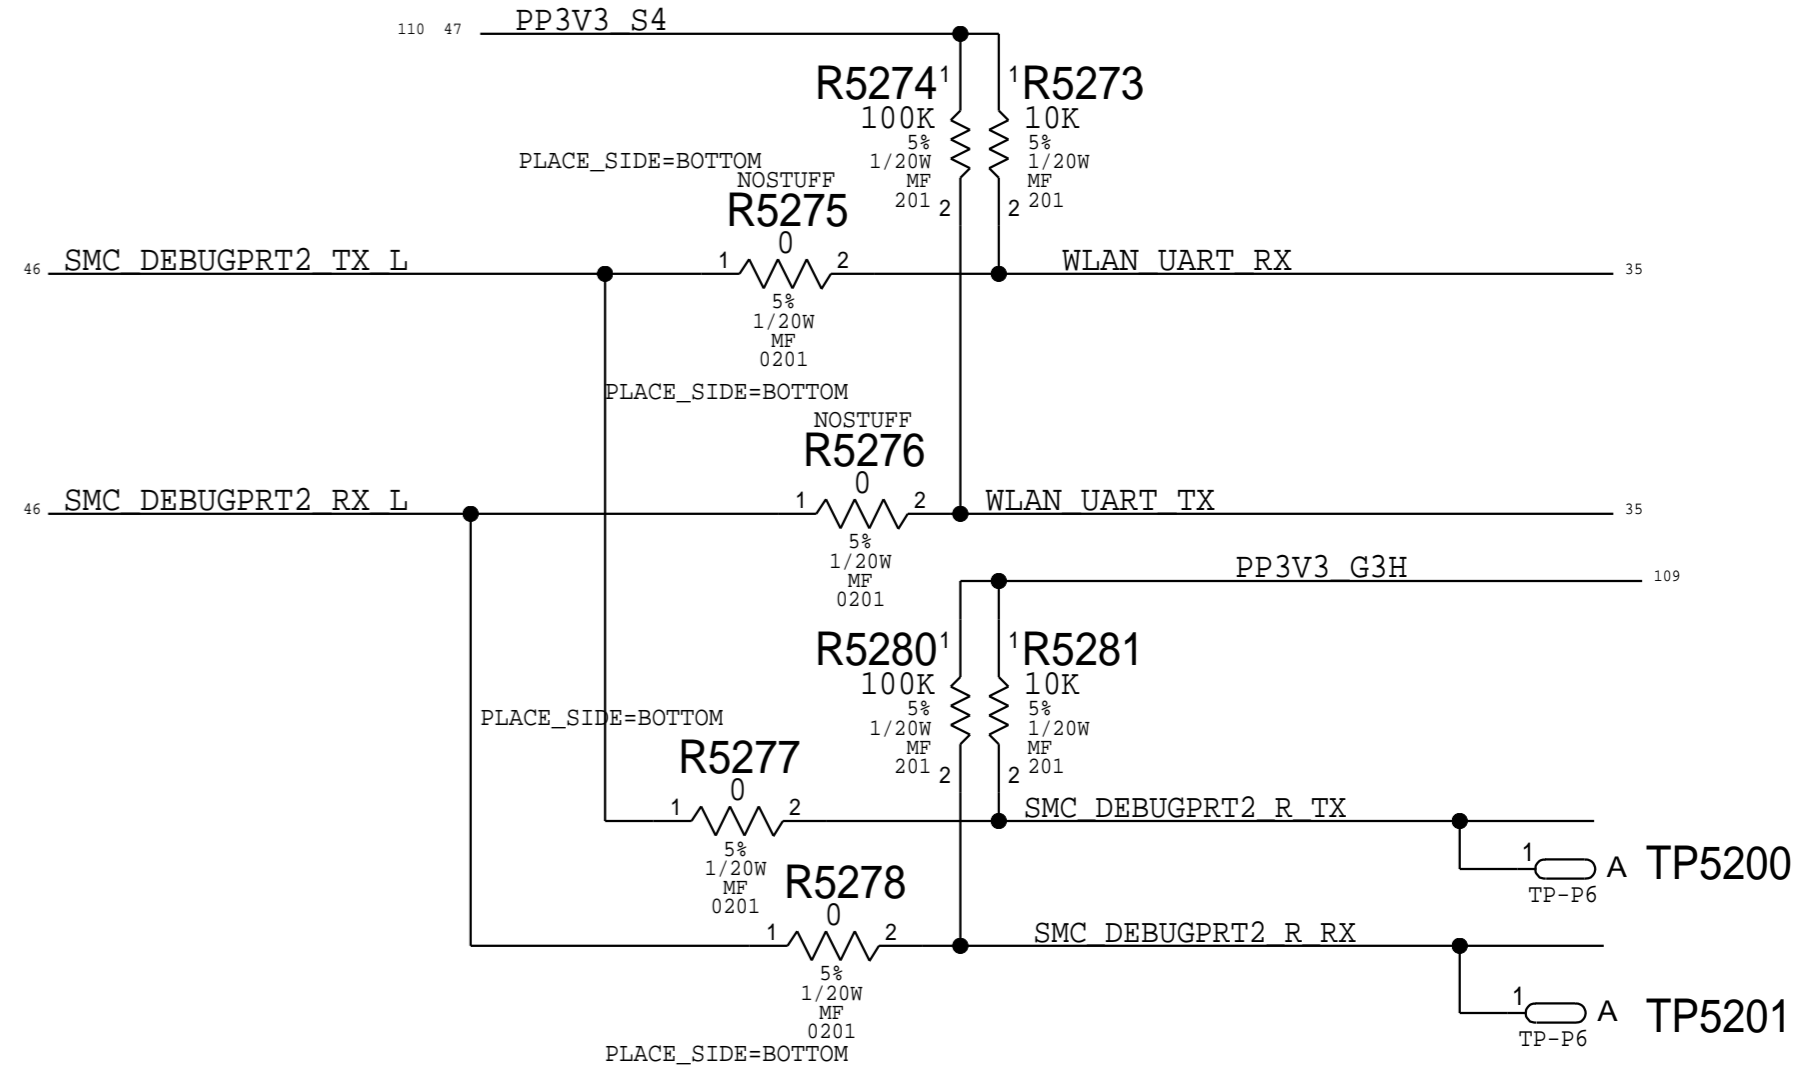 110 47 PP3V3_S4
R5274 1
100K
5%
1/20W
MF
201 2
1 R5273
10K
5%
1/20W
MF
2 201
PLACE_SIDE=BOTTOM
NOSTUFF
R5275
0
1 2
5%
1/20W
MF
0201
46 SMC_DEBUGPRT2_TX_L
WLAN_UART_RX 35
PLACE_SIDE=BOTTOM
NOSTUFF
R5276
0
1 2
5%
1/20W
MF
0201
46 SMC_DEBUGPRT2_RX_L
WLAN_UART_TX 35
PP3V3_G3H 109
R5280 1
100K
5%
1/20W
MF
201 2
1 R5281
10K
5%
1/20W
MF
2 201
PLACE_SIDE=BOTTOM
R5277
0
1 2
5%
1/20W
MF
0201
SMC_DEBUGPRT2_R_TX
1 A TP5200
TP-P6
R5278
0
1 2
5%
1/20W
MF
0201
PLACE_SIDE=BOTTOM
SMC_DEBUGPRT2_R_RX
1 A TP5201
TP-P6